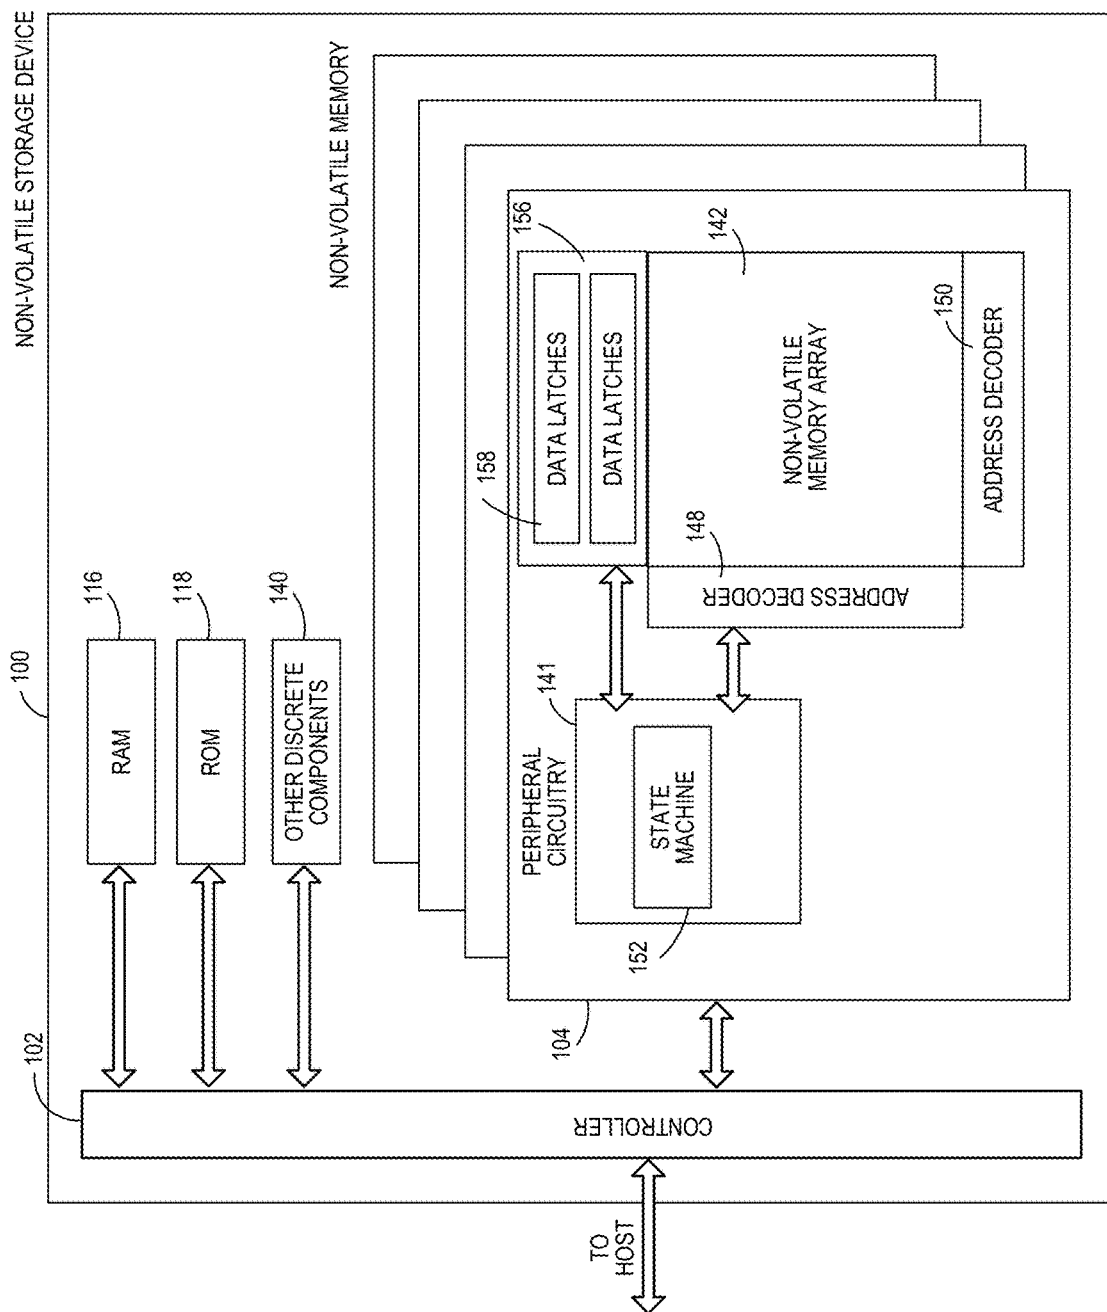 NON-VOLATILE STORAGE DEVICE
100
102
116
RAM
118
ROM
140
OTHER DISCRETE
COMPONENTS
NON-VOLATILE MEMORY
TO
HOST
CONTROLLER
104
PERIPHERAL
CIRCUITRY
141
STATE
MACHINE
152
156
158
DATA LATCHES
DATA LATCHES
142
NON-VOLATILE
MEMORY ARRAY
148
ADDRESS DECODER
150
ADDRESS DECODER